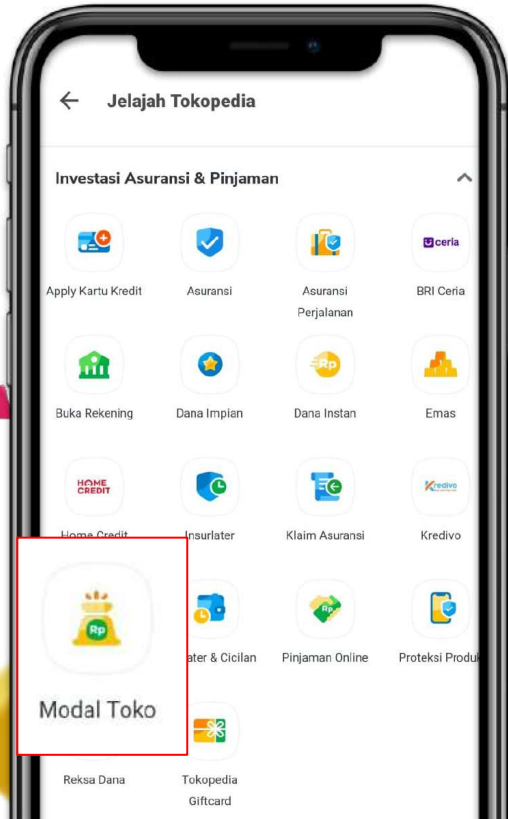 Jelajah Tokopedia
Investasi Asuransi & Pinjaman
ceria
Apply Kartu Kredit
Asuransi
Asuransi
Perjalanan
BRI Ceria
Rp
Buka Rekening
Dana Impian
Dana Instan
Emas
HOME
CREDIT
Kredivo
Home Credit
Insurlater
Klaim Asuransi
Kredivo
Rp
Rp
Modal Toko
ater & Cicilan
Pinjaman Online
Proteksi Produk
Reksa Dana
Tokopedia
Giftcard